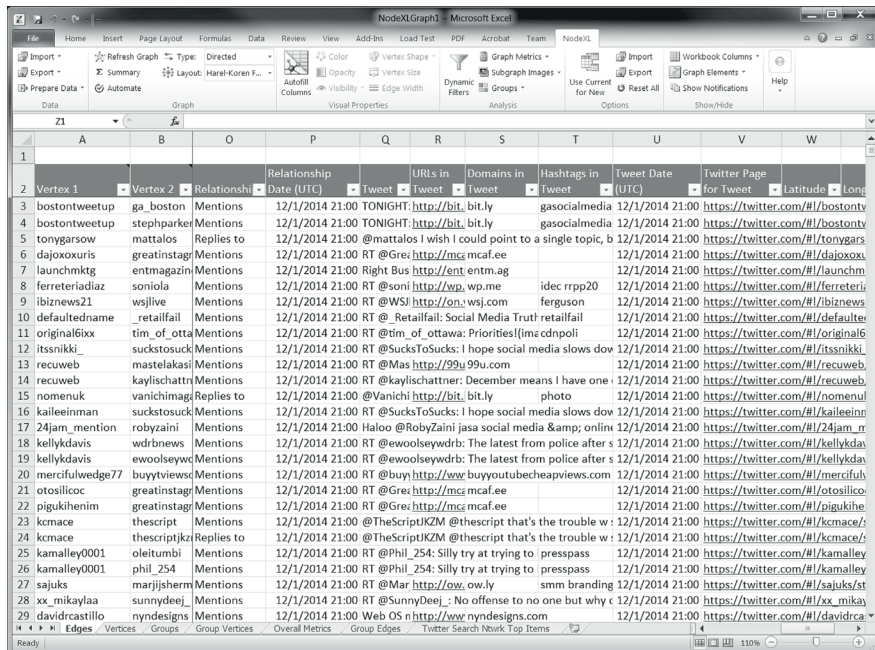 NodeXLGraph1 - Microsoft Excel
File Home Insert Page Layout Formulas Data Review View Add-Ins Load Test PDF Acrobat Team NodeXL
Import Refresh Graph Type: Directed Color Vertex Shape Graph Metrics Import Workbook Columns
Export Summary Layout: Harel-Koren F... Opacity Vertex Size Subgraph Images Export Graph Elements
Prepare Data Automate Autofill Columns Visibility Edge Width Dynamic Filters Groups Use Current for New Reset All Show Notifications Help
Data Graph Visual Properties Analysis Options Show/Hide
Z1 fx
A B O P Q R S T U V W
1
2 Vertex 1 Vertex 2 Relationshi Relationship Date (UTC) Tweet URLs in Tweet Domains in Tweet Hashtags in Tweet Tweet Date (UTC) Twitter Page for Tweet Latitude Long
3 bostontweetup ga_boston Mentions 12/1/2014 21:00 TONIGHT: http://bit. bit.ly gasocialmedia 12/1/2014 21:00 https://twitter.com/#!/bostontv
4 bostontweetup stephparker Mentions 12/1/2014 21:00 TONIGHT: http://bit. bit.ly gasocialmedia 12/1/2014 21:00 https://twitter.com/#!/bostontv
5 tonygarsow mattalos Replies to 12/1/2014 21:00 @mattalos I wish I could point to a single topic, b 12/1/2014 21:00 https://twitter.com/#!/tonygars
6 dajoxoxuris greatinstagr Mentions 12/1/2014 21:00 RT @Grea http://mca mcaf.ee 12/1/2014 21:00 https://twitter.com/#!/dajoxoxu
7 launchmktg entmagazin Mentions 12/1/2014 21:00 Right Bus http://ent entm.ag 12/1/2014 21:00 https://twitter.com/#!/launchm
8 ferreteriadiaz soniola Mentions 12/1/2014 21:00 RT @soni http://wp. wp.me idec rrpp20 12/1/2014 21:00 https://twitter.com/#!/ferreteri
9 ibiznews21 wsjlive Mentions 12/1/2014 21:00 RT @WSJ http://on. wsj.com ferguson 12/1/2014 21:00 https://twitter.com/#!/ibiznews
10 defaultedname _retailfail Mentions 12/1/2014 21:00 RT @_Retailfail: Social Media Truth retailfail 12/1/2014 21:00 https://twitter.com/#!/defaulte
11 original6ixx tim_of_otta Mentions 12/1/2014 21:00 RT @tim_of_ottawa: Priorities!(ima cdnpoli 12/1/2014 21:00 https://twitter.com/#!/original6
12 itssnikki_ suckstosuck Mentions 12/1/2014 21:00 RT @SucksToSucks: I hope social media slows dow 12/1/2014 21:00 https://twitter.com/#!/itssnikki_
13 recuweb mastelakasi Mentions 12/1/2014 21:00 RT @Mas http://99u 99u.com 12/1/2014 21:00 https://twitter.com/#!/recuweb
14 recuweb kaylischattn Mentions 12/1/2014 21:00 RT @kaylischattner: December means I have one 12/1/2014 21:00 https://twitter.com/#!/recuweb
15 nomenuk vanichimaga Replies to 12/1/2014 21:00 @Vanichi http://bit. bit.ly photo 12/1/2014 21:00 https://twitter.com/#!/nomenul
16 kaileeinman suckstosuck Mentions 12/1/2014 21:00 RT @SucksToSucks: I hope social media slows dow 12/1/2014 21:00 https://twitter.com/#!/kaileeinn
17 24jam_mention robyzaini Mentions 12/1/2014 21:00 Haloo @RobyZaini jasa social media &amp; online 12/1/2014 21:00 https://twitter.com/#!/24jam_m
18 kellykdavis wdrbnews Mentions 12/1/2014 21:00 RT @ewoolseywdrb: The latest from police after s 12/1/2014 21:00 https://twitter.com/#!/kellykdav
19 kellykdavis ewoolseywd Mentions 12/1/2014 21:00 RT @ewoolseywdrb: The latest from police after s 12/1/2014 21:00 https://twitter.com/#!/kellykdav
20 mercifulwedge77 buyytviewso Mentions 12/1/2014 21:00 RT @buyy http://ww buyyoutubecheapviews.com 12/1/2014 21:00 https://twitter.com/#!/mercifulv
21 otosilicoc greatinstagr Mentions 12/1/2014 21:00 RT @Grea http://mca mcaf.ee 12/1/2014 21:00 https://twitter.com/#!/otosilico
22 pigukihenim greatinstagr Mentions 12/1/2014 21:00 RT @Grea http://mca mcaf.ee 12/1/2014 21:00 https://twitter.com/#!/pigukihe
23 kcmace thescript Mentions 12/1/2014 21:00 @TheScriptJKZM @thescript that's the trouble w 12/1/2014 21:00 https://twitter.com/#!/kcmace/s
24 kcmace thescriptjkz Replies to 12/1/2014 21:00 @TheScriptJKZM @thescript that's the trouble w 12/1/2014 21:00 https://twitter.com/#!/kcmace/s
25 kamalley0001 oleitumbi Mentions 12/1/2014 21:00 RT @Phil_254: Silly try at trying to presspass 12/1/2014 21:00 https://twitter.com/#!/kamalley
26 kamalley0001 phil_254 Mentions 12/1/2014 21:00 RT @Phil_254: Silly try at trying to presspass 12/1/2014 21:00 https://twitter.com/#!/kamalley
27 sajuks marjijsherm Mentions 12/1/2014 21:00 RT @Mar http://ow. ow.ly smm branding 12/1/2014 21:00 https://twitter.com/#!/sajuks/st
28 xx_mikaylaa sunnydeej_ Mentions 12/1/2014 21:00 RT @SunnyDeej_: No offense to no one but why 12/1/2014 21:00 https://twitter.com/#!/xx_mikay
29 davidrcastillo nyndesigns Mentions 12/1/2014 21:00 Web OS n http://ww nyndesigns.com 12/1/2014 21:00 https://twitter.com/#!/davidrca
Edges Vertices Groups Group Vertices Overall Metrics Group Edges Twitter Search Ntwrk Top Items
Ready 110%